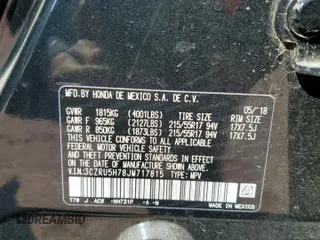 MFD. BY HONDA DE MEXICO S.A. DE C.V.
05/18
GVWR 1815KG (4001LBS) TIRE SIZE RIM SIZE
GAWR F 965KG (2127LBS) 215/55R17 94V 17X7.5J
GAWR R 850KG (1873LBS) 215/55R17 94V 17X7.5J
THIS VEHICLE CONFORMS TO ALL APPLICABLE
FEDERAL MOTOR VEHICLE SAFETY AND
THEFT PREVENTION STANDARDS IN EFFECT ON
THE DATE OF MANUFACTURE SHOWN ABOVE.
V.I.N: 3CZRU5H78JM717815 TYPE: MPV
NH731P
MADE IN
MEXICO
© IAAI/DREAMBID